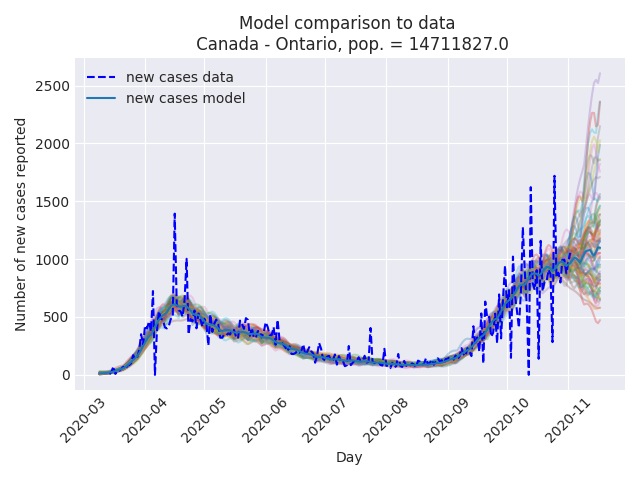 Model comparison to data
Canada - Ontario, pop. = 14711827.0
new cases data
new cases model
Number of new cases reported
2500
2000
1500
1000
500
0
2020-03
2020-04
2020-05
2020-06
2020-07
2020-08
2020-09
2020-10
2020-11
Day